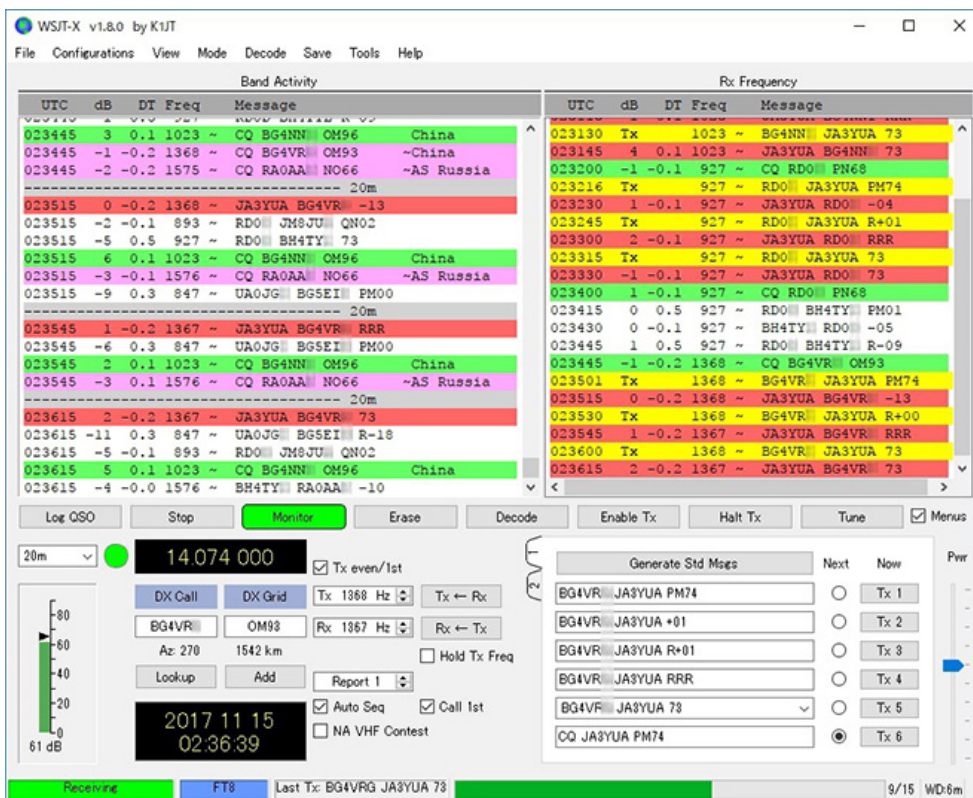 WSJT-X v1.8.0 by K1JT
File Configurations View Mode Decode Save Tools Help
Band Activity
UTC dB DT Freq Message
023445 3 0.1 1023 ~ CQ BG4NN OM96 China
023445 -1 -0.2 1368 ~ CQ BG4VR OM93 ~China
023445 -2 -0.2 1575 ~ CQ RA0AA NO66 ~AS Russia
---------------------------------------- 20m
023515 0 -0.2 1368 ~ JA3YUA BG4VR -13
023515 -2 -0.1 893 ~ RD0 JM8JU QN02
023515 -5 0.5 927 ~ RD0 BH4TY 73
023515 6 0.1 1023 ~ CQ BG4NN OM96 China
023515 -3 -0.1 1576 ~ CQ RA0AA NO66 ~AS Russia
023515 -9 0.3 847 ~ UA0JG BG5EI PM00
---------------------------------------- 20m
023545 1 -0.2 1367 ~ JA3YUA BG4VR RRR
023545 -6 0.3 847 ~ UA0JG BG5EI PM00
023545 2 0.1 1023 ~ CQ BG4NN OM96 China
023545 -3 0.1 1576 ~ CQ RA0AA NO66 ~AS Russia
---------------------------------------- 20m
023615 2 -0.2 1367 ~ JA3YUA BG4VR 73
023615 -11 0.3 847 ~ UA0JG BG5EI R-18
023615 -5 -0.1 893 ~ RD0 JM8JU QN02
023615 5 0.1 1023 ~ CQ BG4NN OM96 China
023615 -4 -0.0 1576 ~ BH4TY RA0AA -10
Rx Frequency
UTC dB DT Freq Message
023130 Tx 1023 ~ BG4NN JA3YUA 73
023145 4 0.1 1023 ~ JA3YUA BG4NN 73
023200 -1 -0.1 927 ~ CQ RD0 PN68
023216 Tx 927 ~ RD0 JA3YUA PM74
023230 1 -0.1 927 ~ JA3YUA RD0 -04
023245 Tx 927 ~ RD0 JA3YUA R+01
023300 2 -0.1 927 ~ JA3YUA RD0 RRR
023315 Tx 927 ~ RD0 JA3YUA 73
023330 -1 -0.1 927 ~ JA3YUA RD0 73
023400 1 -0.1 927 ~ CQ RD0 PN68
023415 0 0.5 927 ~ RD0 BH4TY PM01
023430 0 -0.1 927 ~ BH4TY RD0 -05
023445 1 0.5 927 ~ RD0 BH4TY R-09
023445 -1 -0.2 1368 ~ CQ BG4VR OM93
023501 Tx 1368 ~ BG4VR JA3YUA PM74
023515 0 -0.2 1368 ~ JA3YUA BG4VR -13
023530 Tx 1368 ~ BG4VR JA3YUA R+00
023545 1 -0.2 1367 ~ JA3YUA BG4VR RRR
023600 Tx 1368 ~ BG4VR JA3YUA 73
023615 2 -0.2 1367 ~ JA3YUA BG4VR 73
Log QSO Stop Monitor Erase Decode Enable Tx Halt Tx Tune Menus
20m
14.074 000
Tx even/1st
DX Call DX Grid Tx 1368 Hz Tx ← Rx
BG4VR OM93 Rx 1367 Hz Rx ← Tx
Az: 270 1542 km
Hold Tx Freq
Lookup Add Report 1
Auto Seq Call 1st
NA VHF Contest
2017 11 15
02:36:39
80
60
40
20
0
61 dB
1
2
Generate Std Msgs Next Now Pwr
BG4VR JA3YUA PM74 Tx 1
BG4VR JA3YUA +01 Tx 2
BG4VR JA3YUA R+01 Tx 3
BG4VR JA3YUA RRR Tx 4
BG4VR JA3YUA 73 Tx 5
CQ JA3YUA PM74 Tx 6
Receiving FT8 Last Tx: BG4VRG JA3YUA 73 9/15 WD:6m